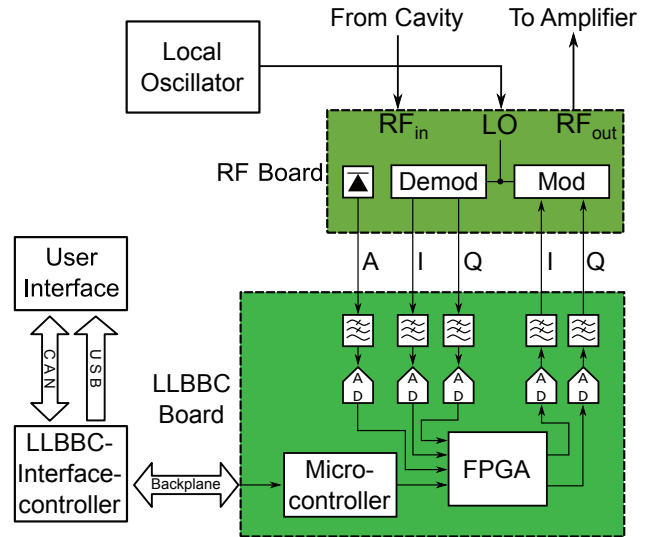 From Cavity
To Amplifier
Local
Oscillator
RFin
LO
RFout
RF Board
Demod
Mod
A
I
Q
I
Q
User
Interface
CAN
USB
LLBBC
Board
A
D
A
D
A
D
A
D
A
D
LLBBC-
Interface-
controller
Backplane
Micro-
controller
FPGA